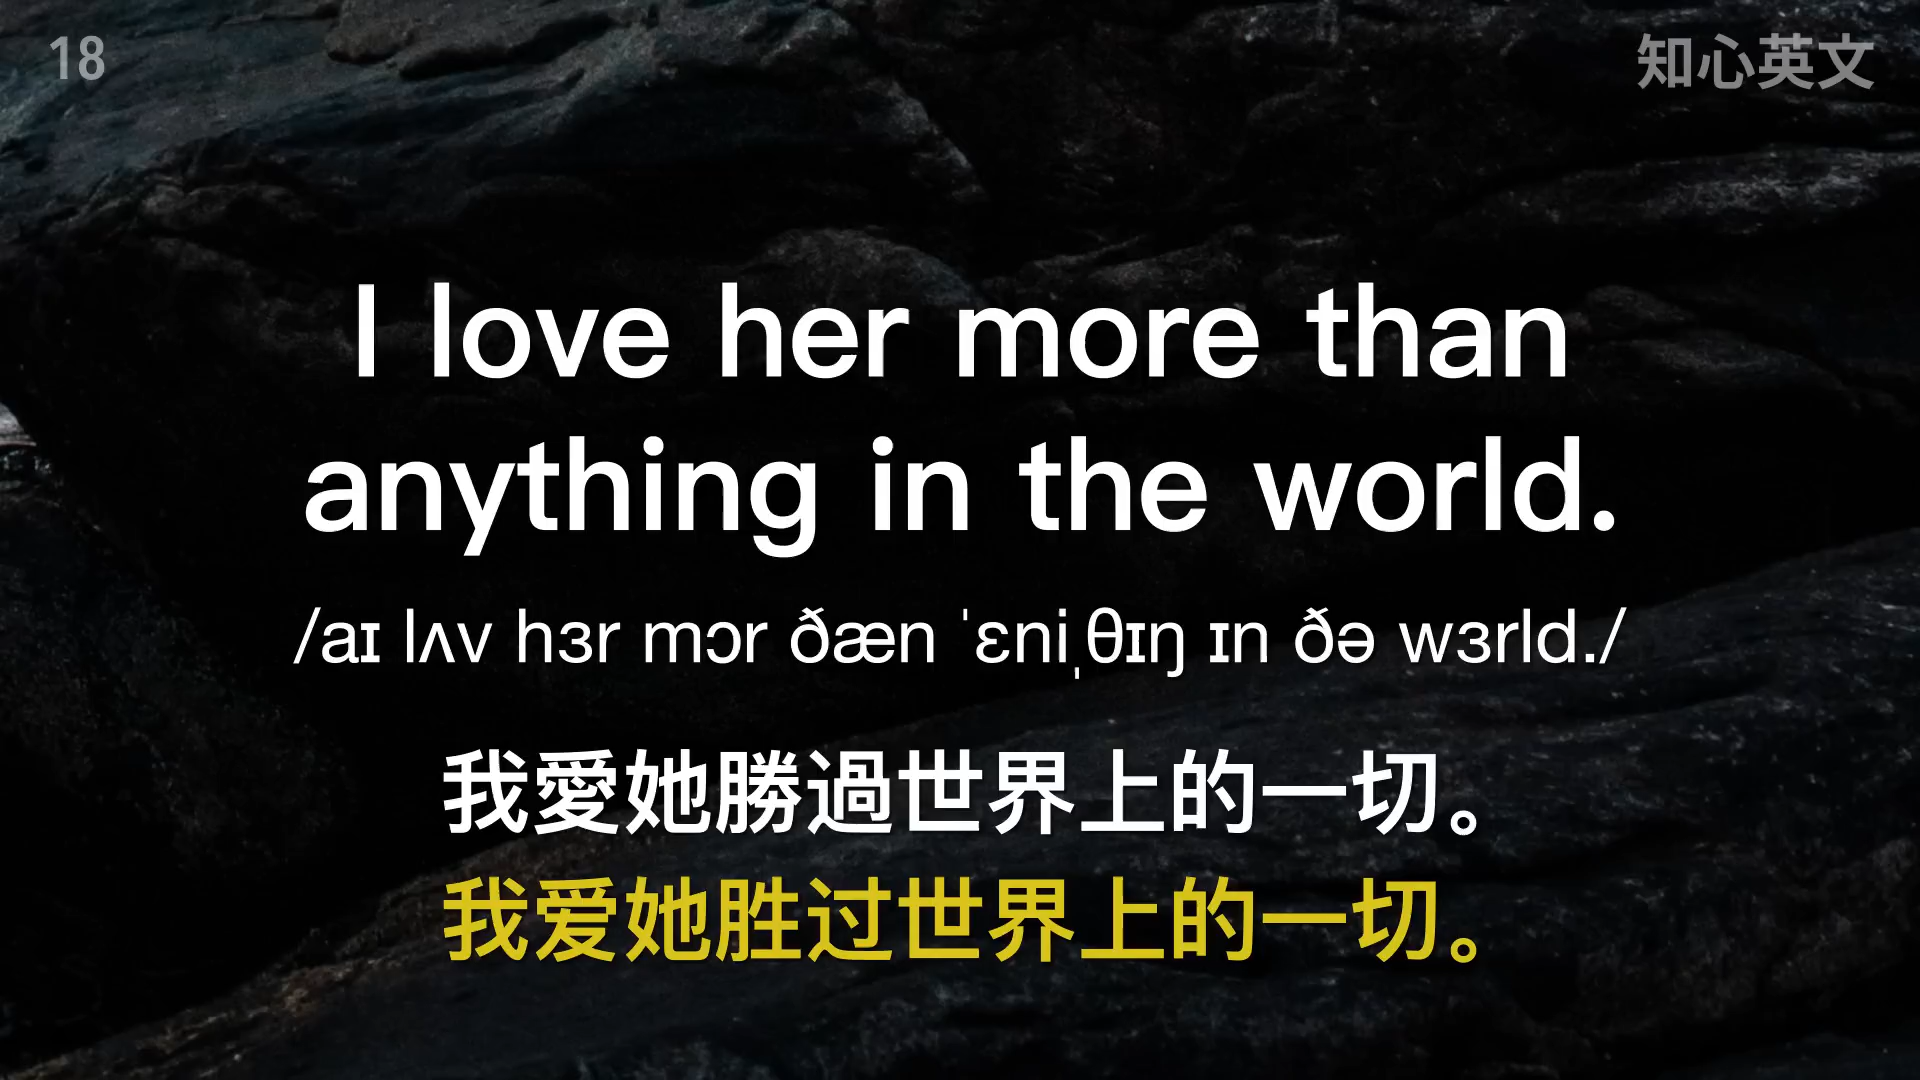 18
知心英文
I love her more than
anything in the world.
/aɪ lʌv hɜr mɔr ðæn ˈɛniˌθɪŋ ɪn ðə wɜrld./
我愛她勝過世界上的一切。
我爱她胜过世界上的一切。